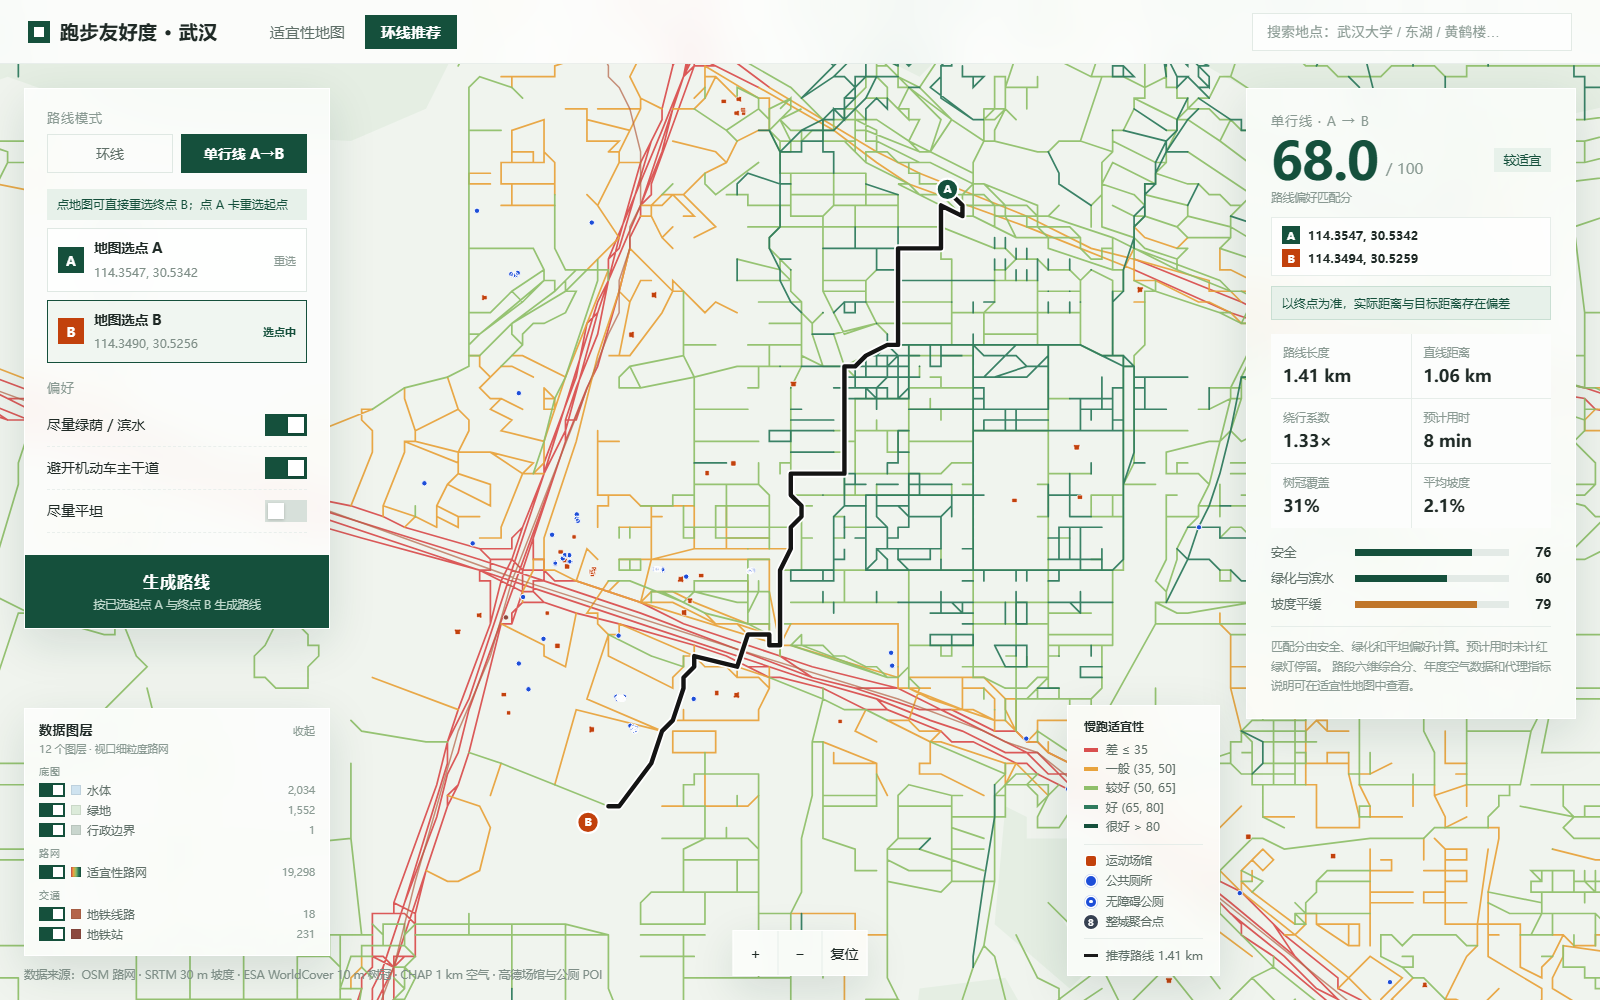 跑步友好度 · 武汉
适宜性地图
环线推荐
搜索地点：武汉大学 / 东湖 / 黄鹤楼…
路线模式
环线
单行线 A→B
点地图可直接重选终点 B；点 A 卡重选起点
A
地图选点 A
114.3547, 30.5342
重选
B
地图选点 B
114.3490, 30.5256
选点中
偏好
尽量绿荫 / 滨水
避开机动车主干道
尽量平坦
生成路线
按已选起点 A 与终点 B 生成路线
数据图层
收起
12 个图层 · 视口细粒度路网
底图
水体
2,034
绿地
1,552
行政边界
1
路网
适宜性路网
19,298
交通
地铁线路
18
地铁站
231
数据来源：OSM 路网 · SRTM 30 m 坡度 · ESA WorldCover 10 m 树冠 · CHAP 1 km 空气 · 高德场馆与公厕 POI
A
B
+
−
复位
单行线 · A → B
68.0 / 100
较适宜
路线偏好匹配分
A 114.3547, 30.5342
B 114.3494, 30.5259
以终点为准，实际距离与目标距离存在偏差
路线长度
1.41 km
直线距离
1.06 km
绕行系数
1.33×
预计用时
8 min
树冠覆盖
31%
平均坡度
2.1%
安全
76
绿化与滨水
60
坡度平缓
79
匹配分由安全、绿化和平坦偏好计算。预计用时未计红
绿灯停留。 路段六维综合分、年度空气数据和代理指标
说明可在适宜性地图中查看。
慢跑适宜性
差 ≤ 35
一般 (35, 50]
较好 (50, 65]
好 (65, 80]
很好 > 80
运动场馆
公共厕所
无障碍公厕
8 整城聚合点
推荐路线 1.41 km